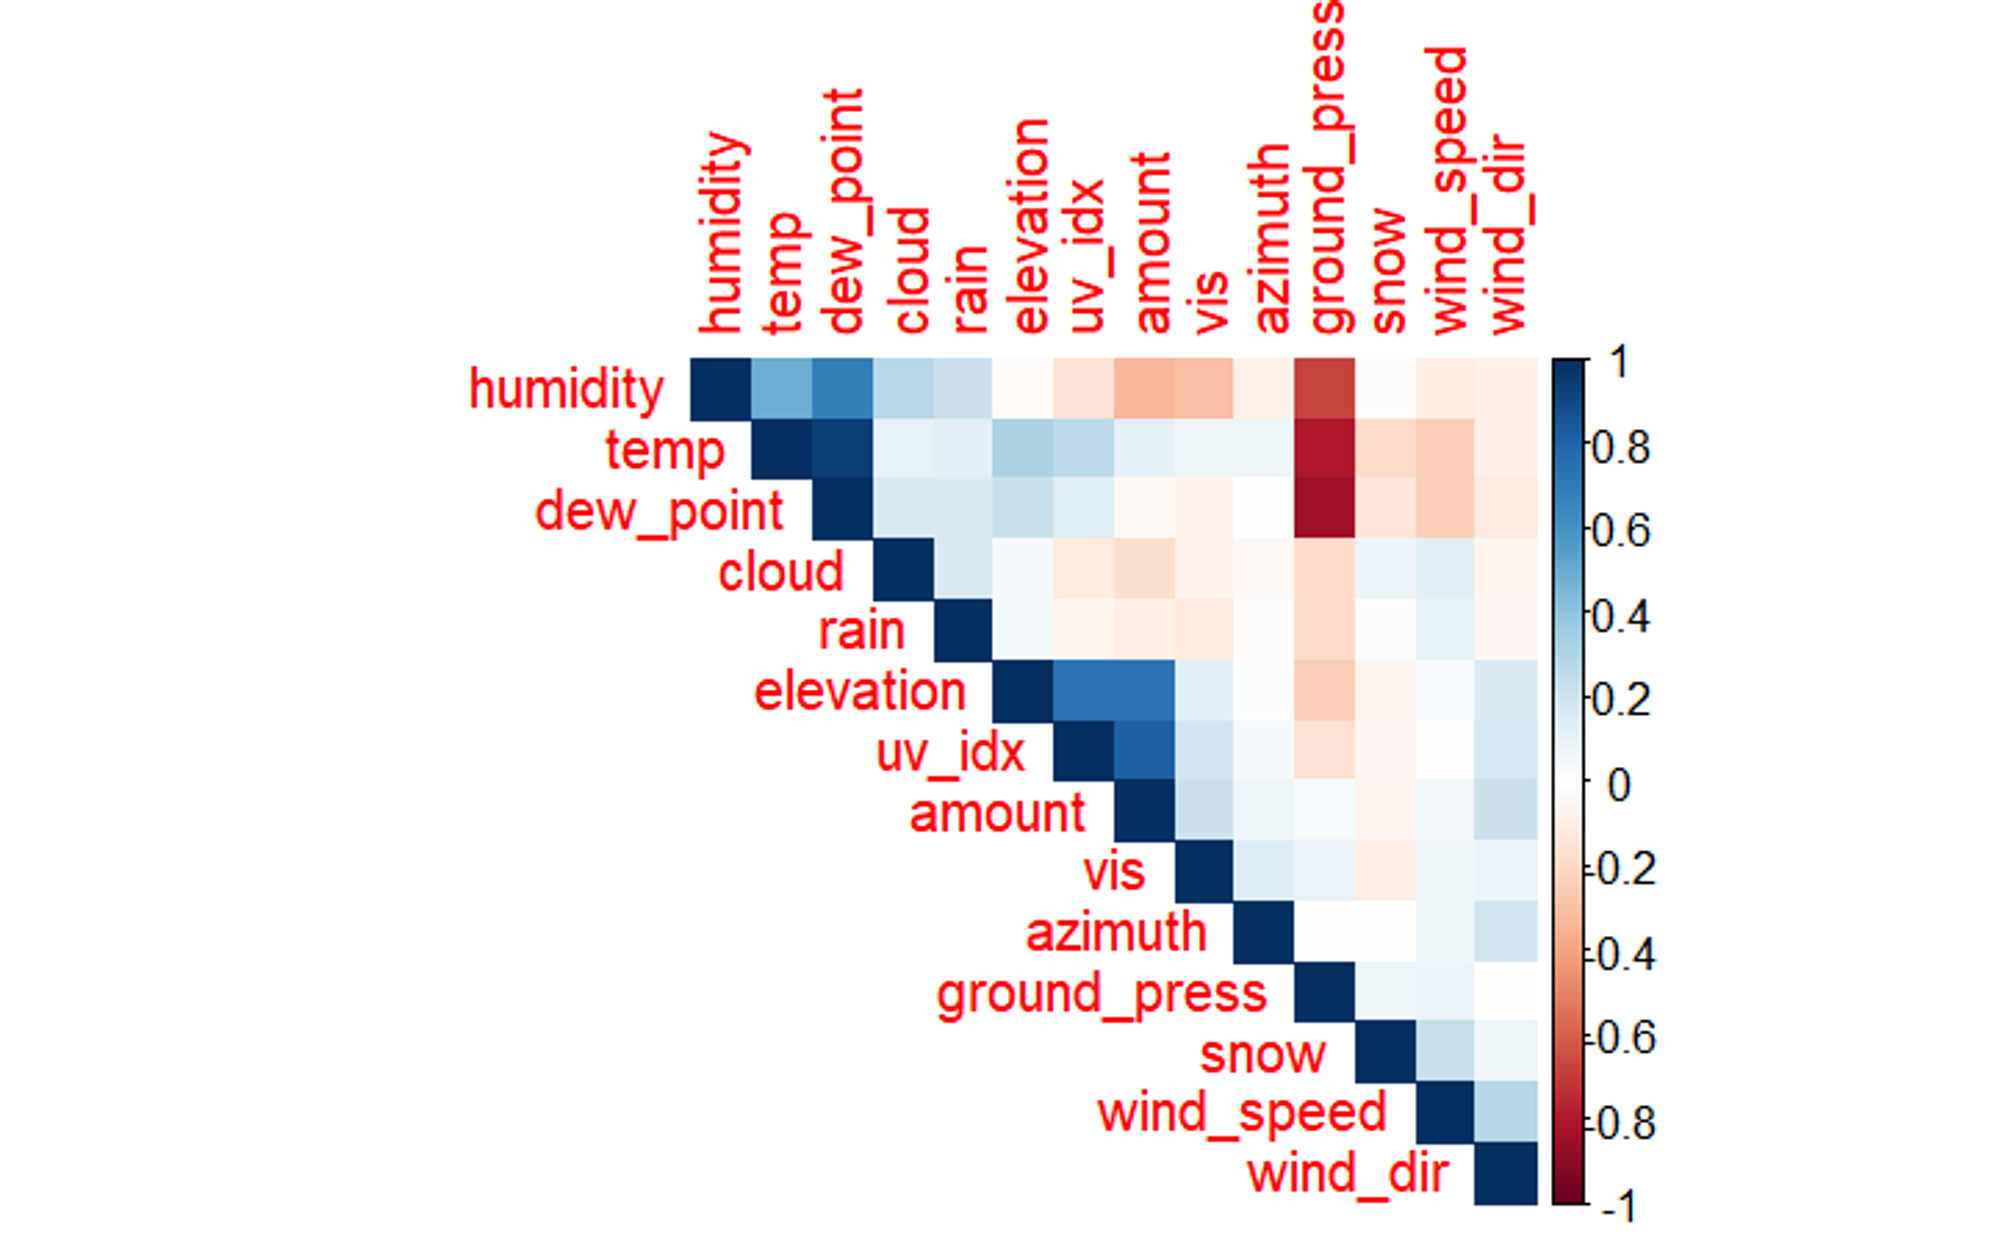 humidity
temp
dew_point
cloud
rain
elevation
uv_idx
amount
vis
azimuth
ground_press
snow
wind_speed
wind_dir
humidity
temp
dew_point
cloud
rain
elevation
uv_idx
amount
vis
azimuth
ground_press
snow
wind_speed
wind_dir
1
0.8
0.6
0.4
0.2
0
-0.2
-0.4
-0.6
-0.8
-1